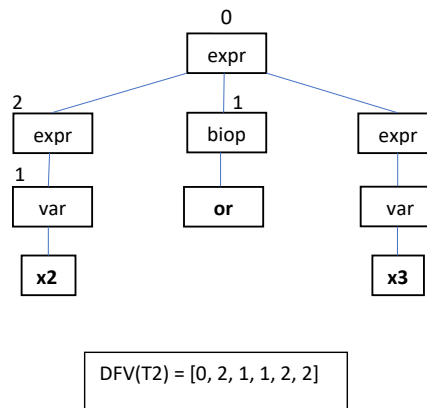 0
expr
2
1
expr
biop
expr
1
var
or
var
x2
x3
DFV(T2) = [0, 2, 1, 1, 2, 2]